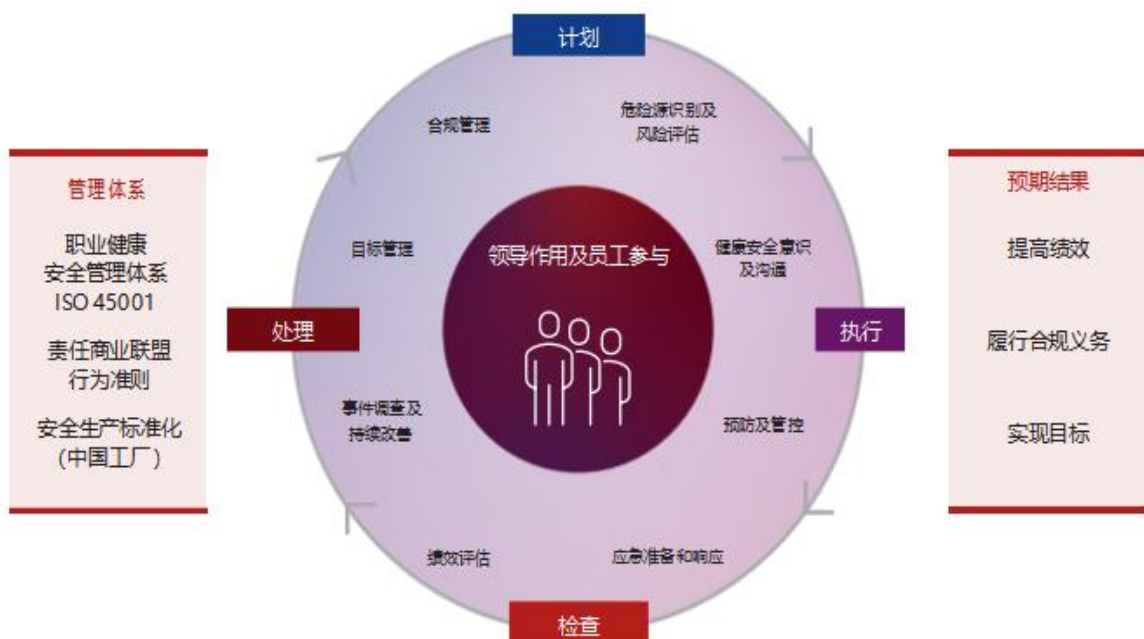 计划
合规管理
危险源识别及
风险评估
管理体系
职业健康
安全管理体系
ISO 45001
责任商业联盟
行为准则
安全生产标准化
(中国工厂)
目标管理
领导作用及员工参与
健康安全意识
及沟通
处理
执行
事件调查及
持续改善
预防及管控
绩效评估
应急准备和响应
检查
预期结果
提高绩效
履行合规义务
实现目标